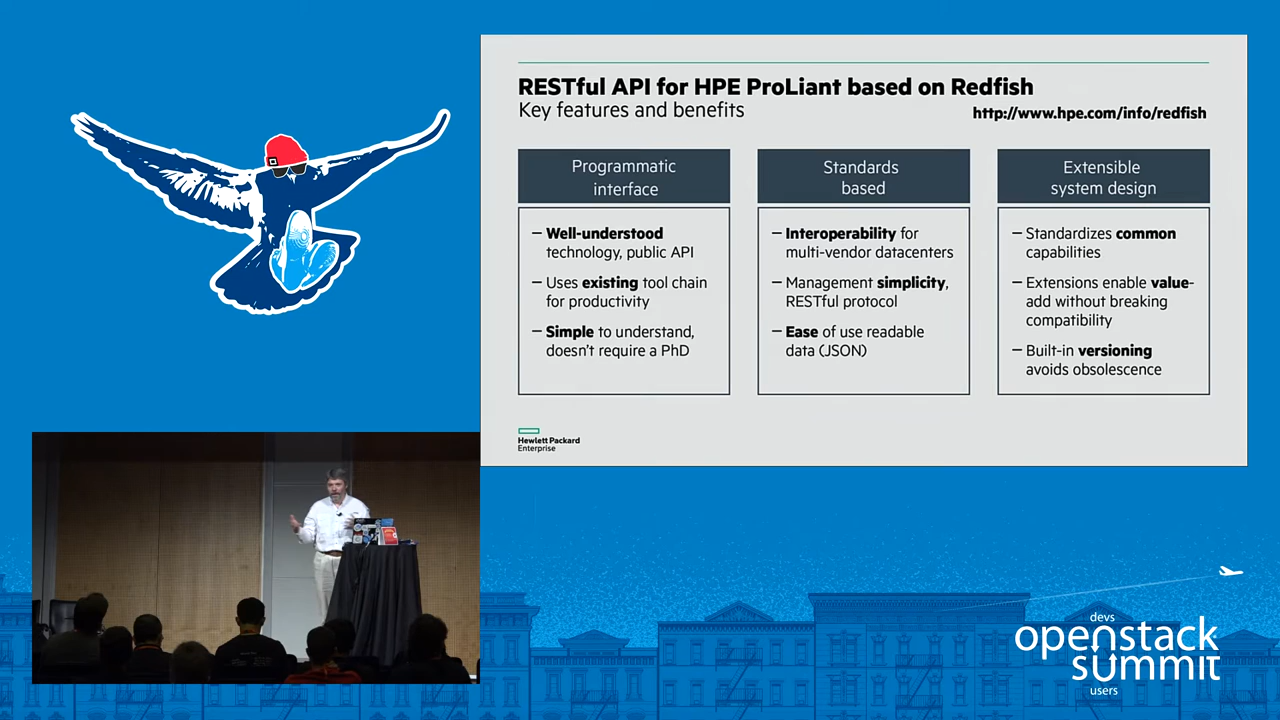 RESTful API for HPE ProLiant based on Redfish
Key features and benefits
http://www.hpe.com/info/redfish
Programmatic
interface
– Well-understood
technology, public API
– Uses existing tool chain
for productivity
– Simple to understand,
doesn't require a PhD
Standards
based
– Interoperability for
multi-vendor datacenters
– Management simplicity,
RESTful protocol
– Ease of use readable
data (JSON)
Extensible
system design
– Standardizes common
capabilities
– Extensions enable value-
add without breaking
compatibility
– Built-in versioning
avoids obsolescence
Hewlett Packard
Enterprise
devs
openstack
summit
users